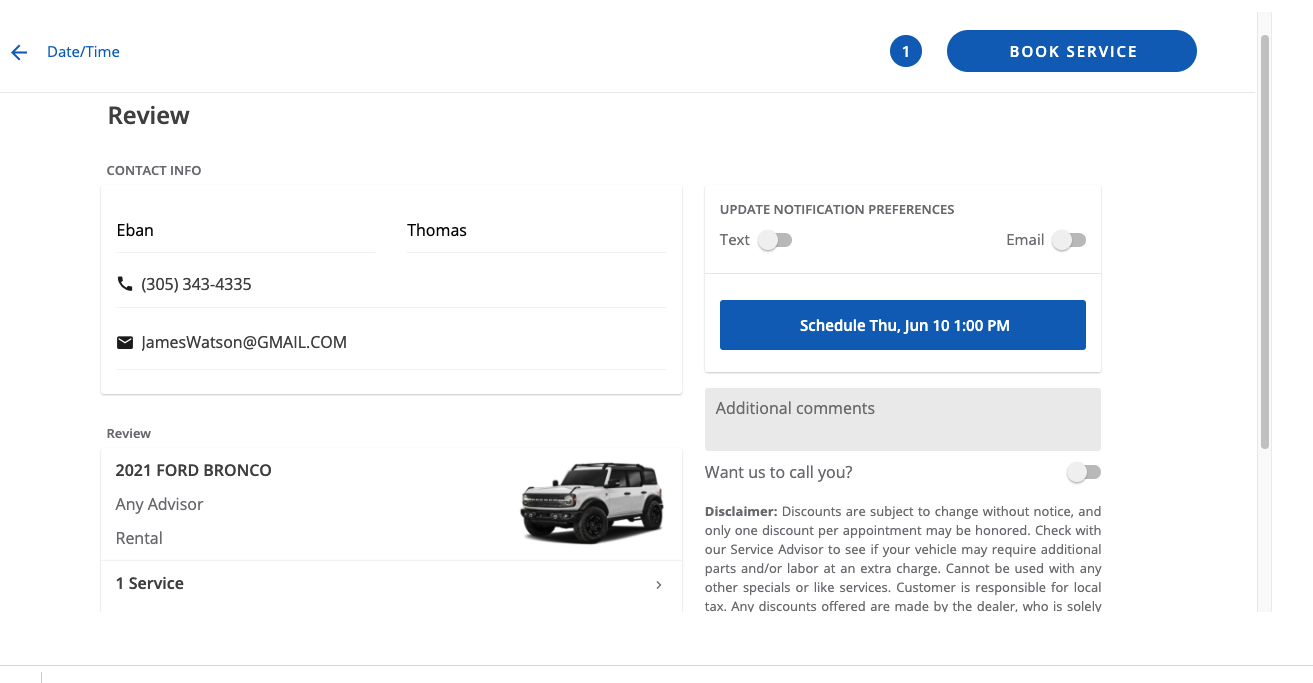 Date/Time
1
BOOK SERVICE
Review
CONTACT INFO
Eban
Thomas
(305) 343-4335
JamesWatson@GMAIL.COM
UPDATE NOTIFICATION PREFERENCES
Text
Email
Schedule Thu, Jun 10 1:00 PM
Additional comments
Want us to call you?
Disclaimer: Discounts are subject to change without notice, and
only one discount per appointment may be honored. Check with
our Service Advisor to see if your vehicle may require additional
parts and/or labor at an extra charge. Cannot be used with any
other specials or like services. Customer is responsible for local
tax. Any discounts offered are made by the dealer, who is solely
Review
2021 FORD BRONCO
Any Advisor
Rental
1 Service